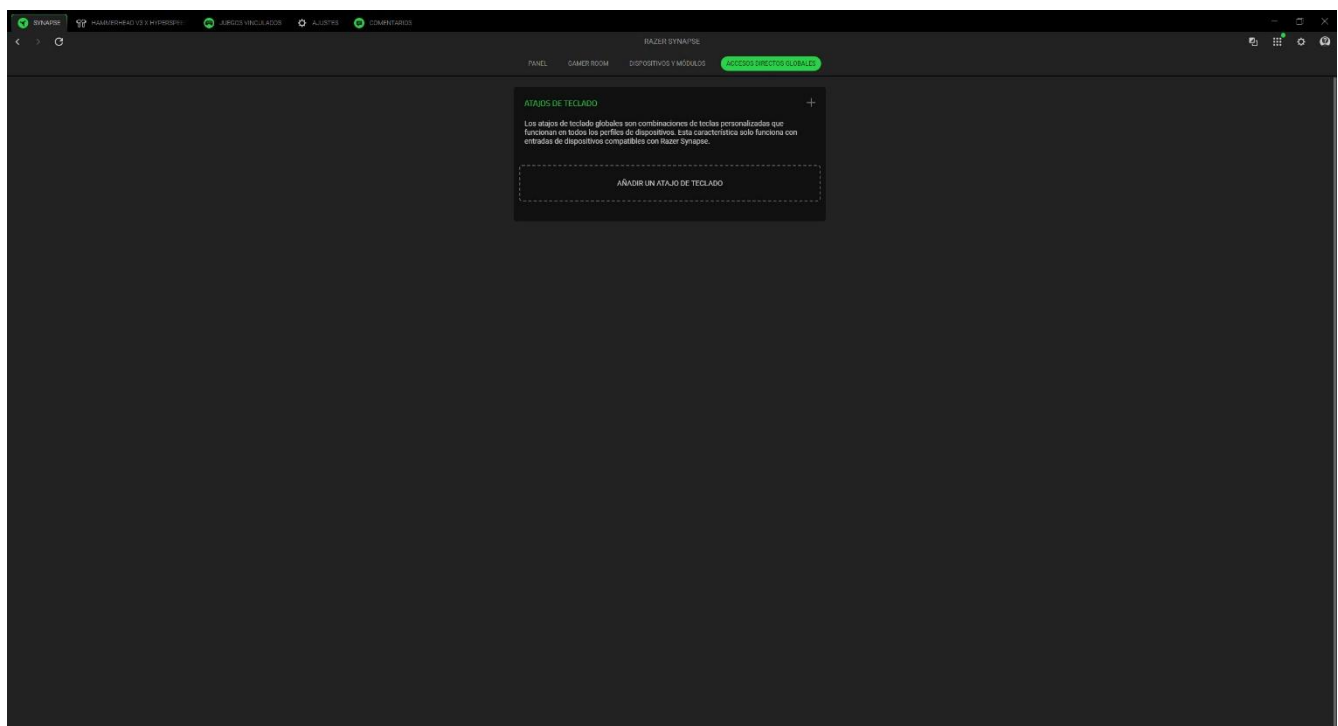 SYNAPSE
HAMMERHEAD V3 X HYPERSPEE
JUEGOS VINCULADOS
AJUSTES
COMENTARIOS
RAZER SYNAPSE
PANEL
GAMER ROOM
DISPOSITIVOS Y MÓDULOS
ACCESOS DIRECTOS GLOBALES
ATAJOS DE TECLADO
Los atajos de teclado globales son combinaciones de teclas personalizadas que
funcionan en todos los perfiles de dispositivos. Esta característica solo funciona con
entradas de dispositivos compatibles con Razer Synapse.
AÑADIR UN ATAJO DE TECLADO